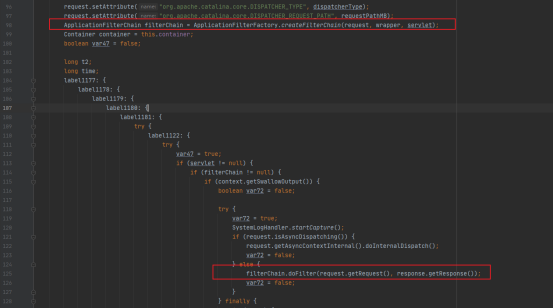 96 request.setAttribute( name: "org.apache.catalina.core.DISPATCHER_TYPE", dispatcherType);
97 request.setAttribute( name: "org.apache.catalina.core.DISPATCHER_REQUEST_PATH", requestPathMB);
98 ApplicationFilterChain filterChain = ApplicationFilterFactory.createFilterChain(request, wrapper, servlet);
99 Container container = this.container;
100 boolean var47 = false;
101
102 long t2;
103 long time;
104 label1177: {
105 label1178: {
106 label1179: {
107 label1180: {
108 label1181: {
109 try {
110 label1122: {
111 try {
112 var47 = true;
113 if (servlet != null) {
114 if (filterChain != null) {
115 if (context.getSwallowOutput()) {
116 boolean var72 = false;
117
118 try {
119 var72 = true;
120 SystemLogHandler.startCapture();
121 if (request.isAsyncDispatching()) {
122 request.getAsyncContextInternal().doInternalDispatch();
123 var72 = false;
124 } else {
125 filterChain.doFilter(request.getRequest(), response.getResponse());
126 var72 = false;
127 }
128 } finally {